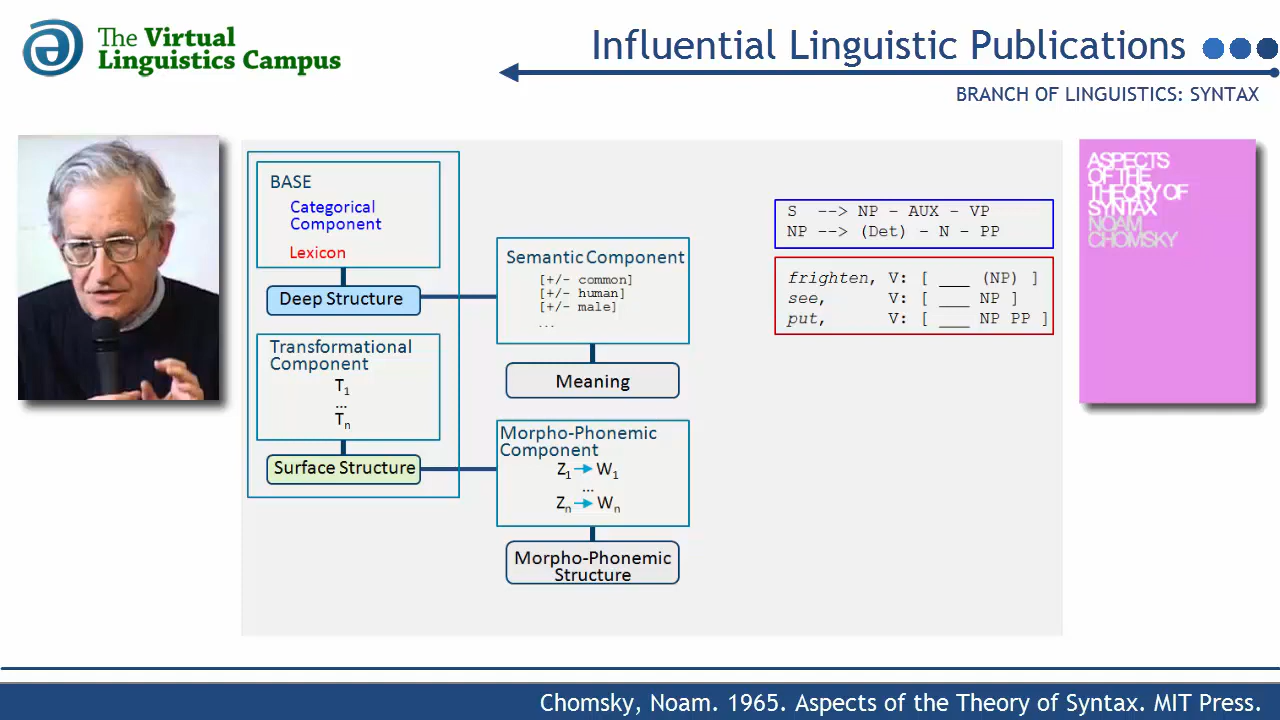 The Virtual
Linguistics Campus
Influential Linguistic Publications
BRANCH OF LINGUISTICS: SYNTAX
BASE
Categorical
Component
Lexicon
Deep Structure
Transformational
Component
T1
...
Tn
Surface Structure
Semantic Component
[+/- common]
[+/- human]
[+/- male]
...
Meaning
Morpho-Phonemic
Component
Z1 → W1
...
Zn → Wn
Morpho-Phonemic
Structure
S --> NP – AUX – VP
NP --> (Det) – N – PP
frighten, V: [ ___ (NP) ]
see, V: [ ___ NP ]
put, V: [ ___ NP PP ]
ASPECTS
OF THE
THEORY OF
SYNTAX
NOAM
CHOMSKY
Chomsky, Noam. 1965. Aspects of the Theory of Syntax. MIT Press.